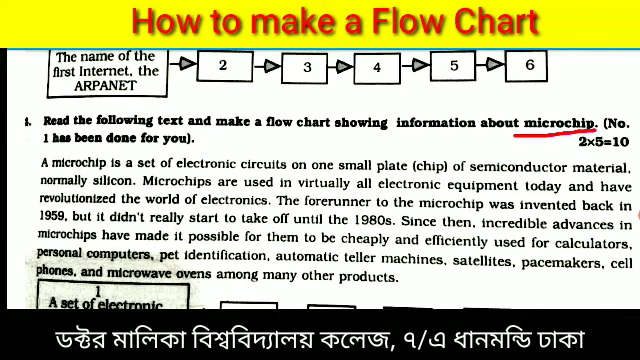 How to make a Flow Chart
The name of the
first Internet, the
ARPANET
2
3
4
5
6
Read the following text and make a flow chart showing information about microchip. (No.
1 has been done for you).
2×5=10
A microchip is a set of electronic circuits on one small plate (chip) of semiconductor material,
normally silicon. Microchips are used in virtually all electronic equipment today and have
revolutionized the world of electronics. The forerunner to the microchip was invented back in
1959, but it didn't really start to take off until the 1980s. Since then, incredible advances in
microchips have made it possible for them to be cheaply and efficiently used for calculators,
personal computers, pet identification, automatic teller machines, satellites, pacemakers, cell
phones, and microwave ovens among many other products.
1
A set of electronic
ডক্টর মালিকা বিশ্ববিদ্যালয় কলেজ, ৭/এ ধানমন্ডি ঢাকা